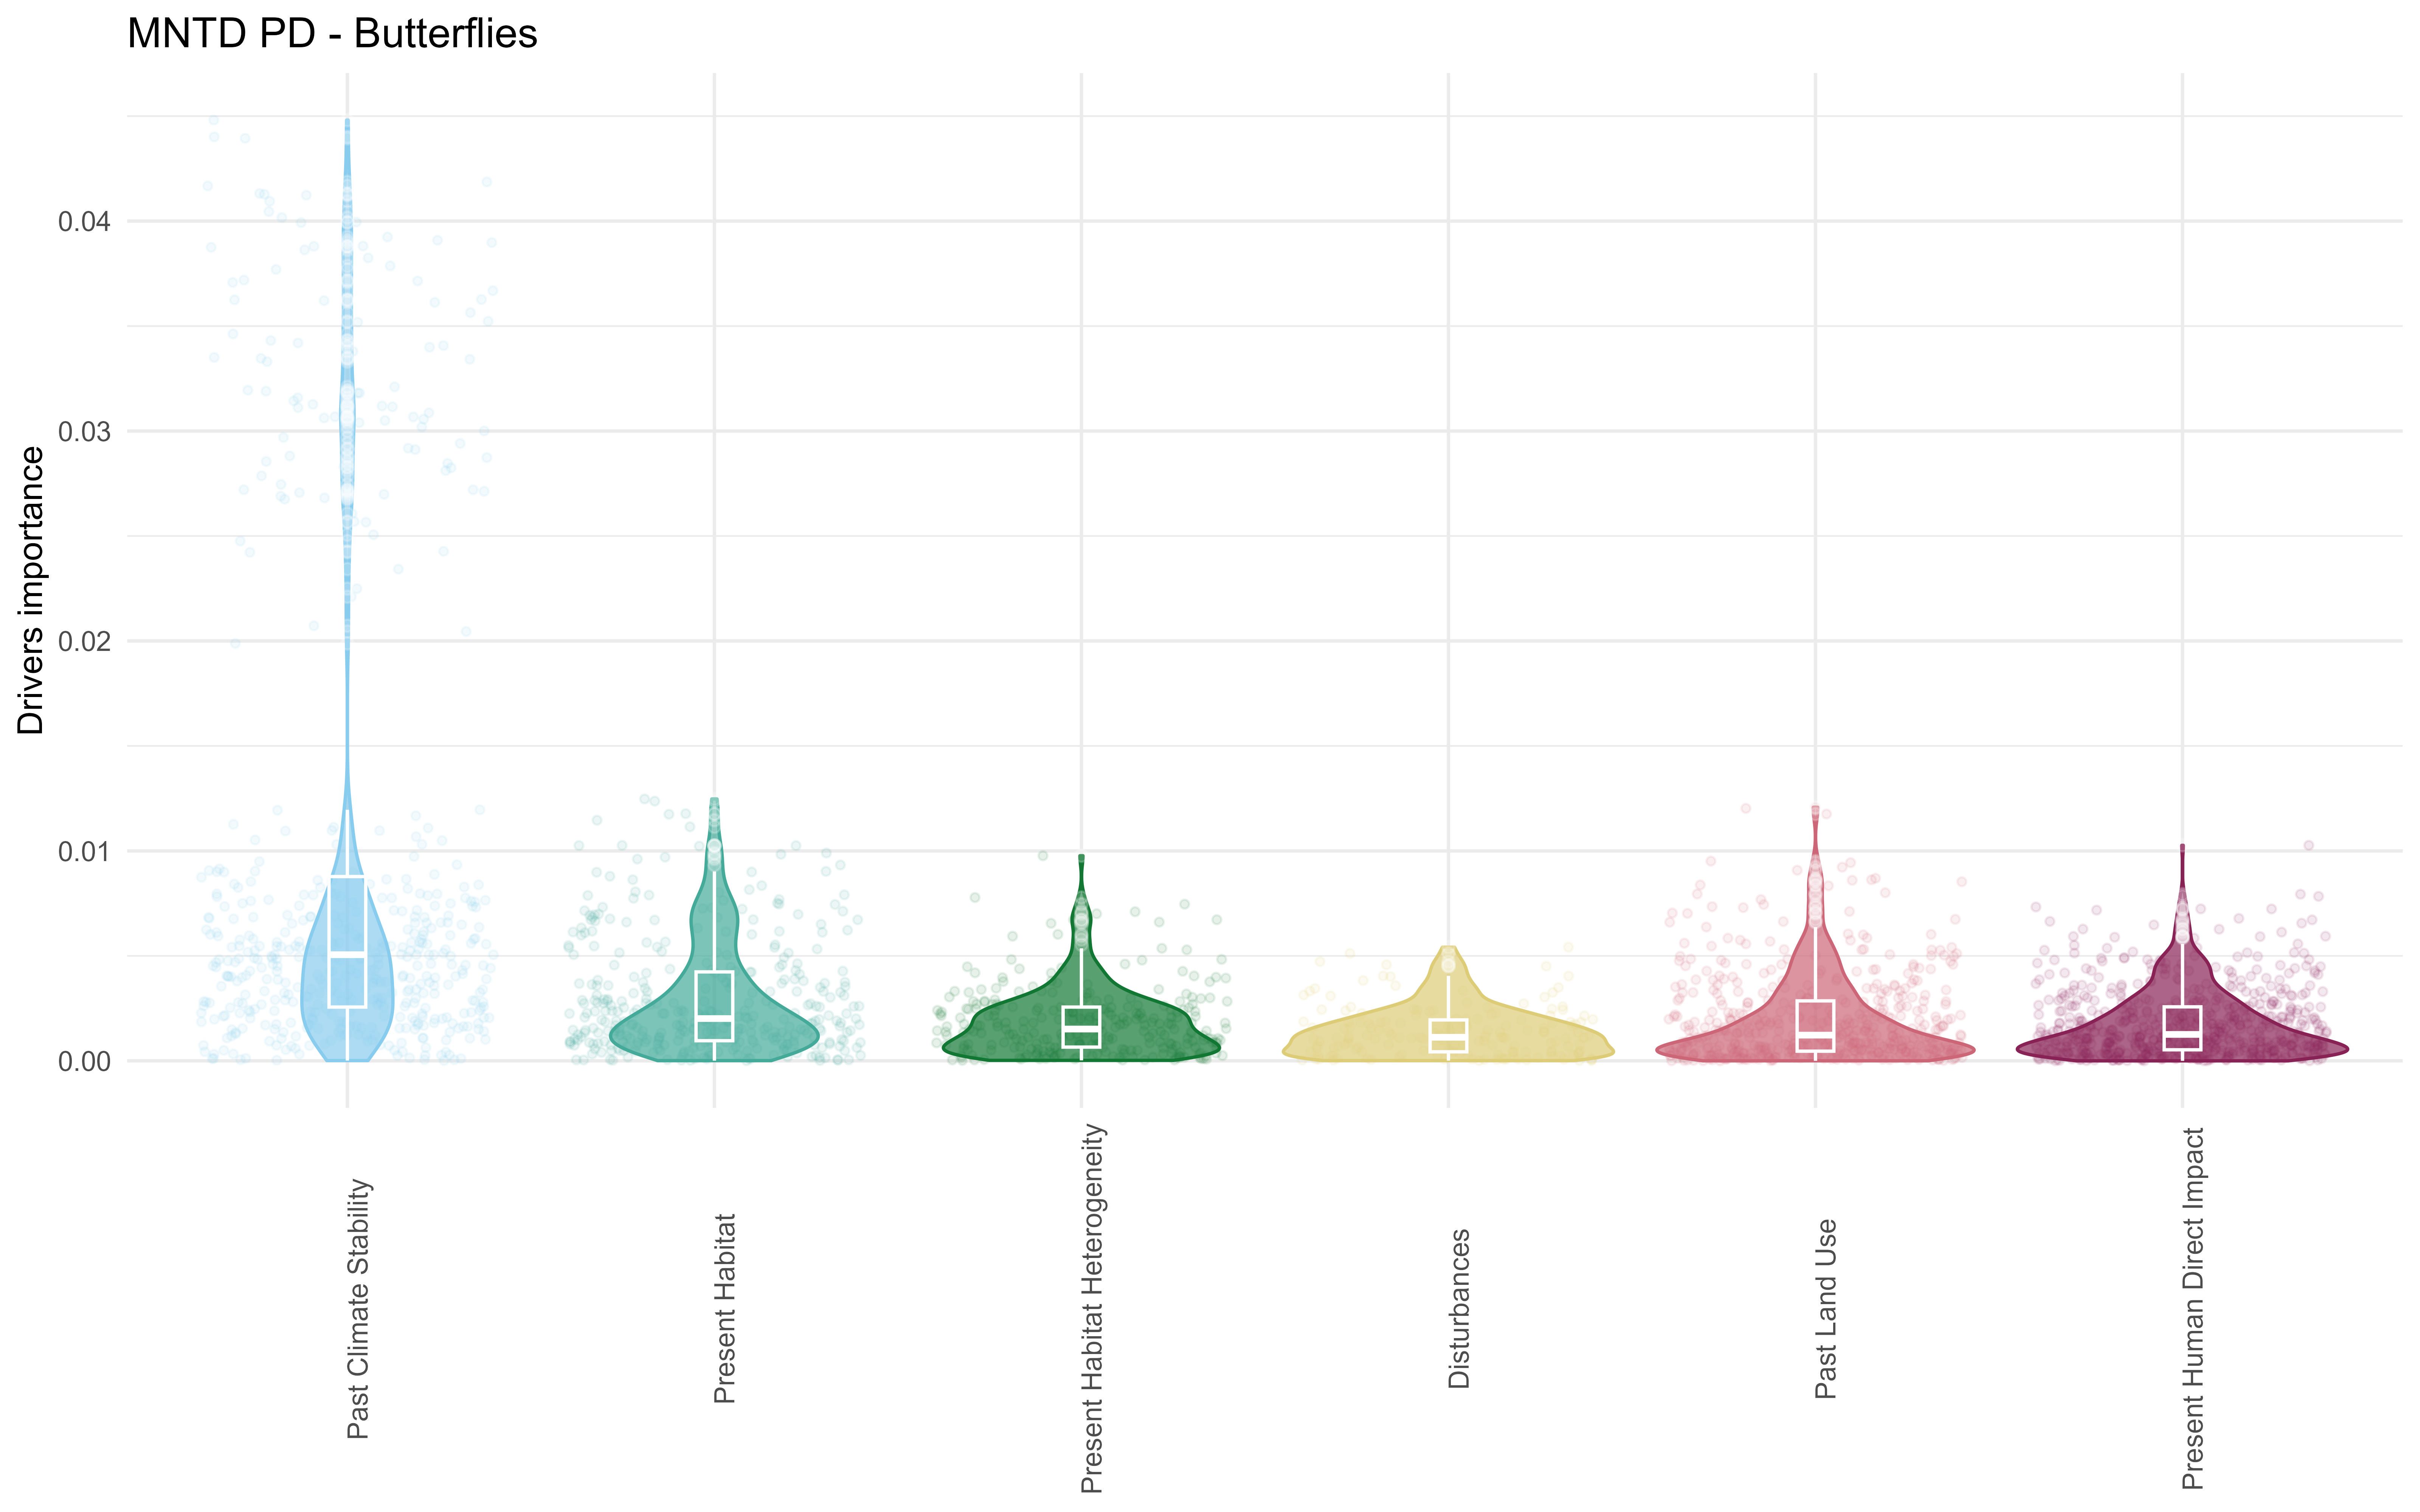 MNTD PD - Butterflies
Drivers importance
0.04
0.03
0.02
0.01
0.00
Past Climate Stability
Present Habitat
Present Habitat Heterogeneity
Disturbances
Past Land Use
Present Human Direct Impact